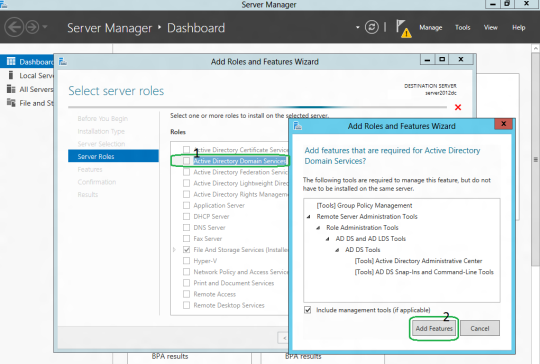 Server Manager
Server Manager • Dashboard
Manage Tools View Help
Dashboard
Local Serv
All Servers
File and St
Add Roles and Features Wizard
Select server roles
DESTINATION SERVER
server2012dc
Before You Begin
Installation Type
Server Selection
Server Roles
Features
Confirmation
Results
Select one or more roles to install on the selected server.
Roles
1
Active Directory Certificate Service
Active Directory Domain Services
Active Directory Federation Servic
Active Directory Lightweight Direc
Active Directory Rights Managem
Application Server
DHCP Server
DNS Server
Fax Server
File And Storage Services (Installe
Hyper-V
Network Policy and Access Service
Print and Document Services
Remote Access
Remote Desktop Services
Add Roles and Features Wizard
Add features that are required for Active Directory
Domain Services?
The following tools are required to manage this feature, but do not
have to be installed on the same server.
[Tools] Group Policy Management
Remote Server Administration Tools
Role Administration Tools
AD DS and AD LDS Tools
AD DS Tools
[Tools] Active Directory Administrative Center
[Tools] AD DS Snap-Ins and Command-Line Tools
Include management tools (if applicable)
2
Add Features Cancel
BPA results BPA results